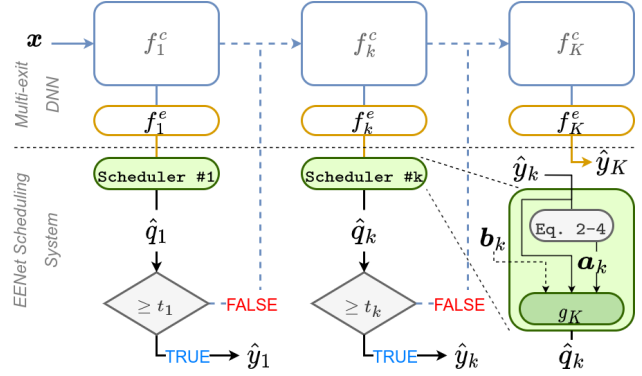 x
f_1^c
f_k^c
f_K^c
Multi-exit
DNN
f_1^e
f_k^e
f_K^e
Scheduler #1
Scheduler #k
ŷ_k
ŷ_K
EENet Scheduling
System
q̂_1
q̂_k
Eq. 2-4
b_k
a_k
≥ t_1
FALSE
≥ t_k
FALSE
g_K
TRUE
ŷ_1
TRUE
ŷ_k
q̂_k